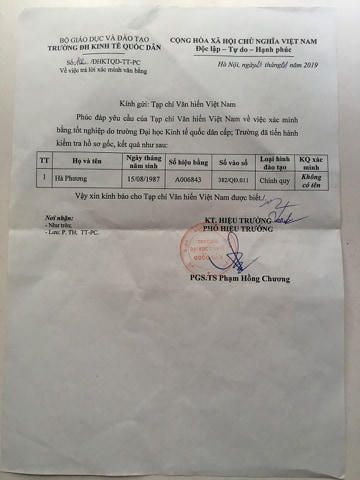 BỘ GIÁO DỤC VÀ ĐÀO TẠO
TRƯỜNG ĐH KINH TẾ QUỐC DÂN
Số: /ĐHKTQD-TT-PC
Về việc trả lời xác minh văn bằng
CỘNG HÒA XÃ HỘI CHỦ NGHĨA VIỆT NAM
Độc lập – Tự do – Hạnh phúc
Hà Nội, ngày tháng năm 2019
Kính gửi: Tạp chí Văn hiến Việt Nam
Phúc đáp yêu cầu của Tạp chí Văn hiến Việt Nam về việc xác minh
bằng tốt nghiệp do trường Đại học Kinh tế quốc dân cấp; Trường đã tiến hành
kiểm tra hồ sơ gốc, kết quả như sau:
TT Họ và tên Ngày tháng năm sinh Số hiệu bằng Số vào sổ Loại hình đào tạo KQ xác minh
1 Hà Phương 15/08/1987 A006843 382/QĐ.011 Chính quy Không có tên
Vậy xin kính báo cho Tạp chí Văn hiến Việt Nam được biết./.
Nơi nhận:
- Như trên;
- Lưu: P. TH, TT-PC.
KT. HIỆU TRƯỞNG
PHÓ HIỆU TRƯỞNG
PGS.TS Phạm Hồng Chương